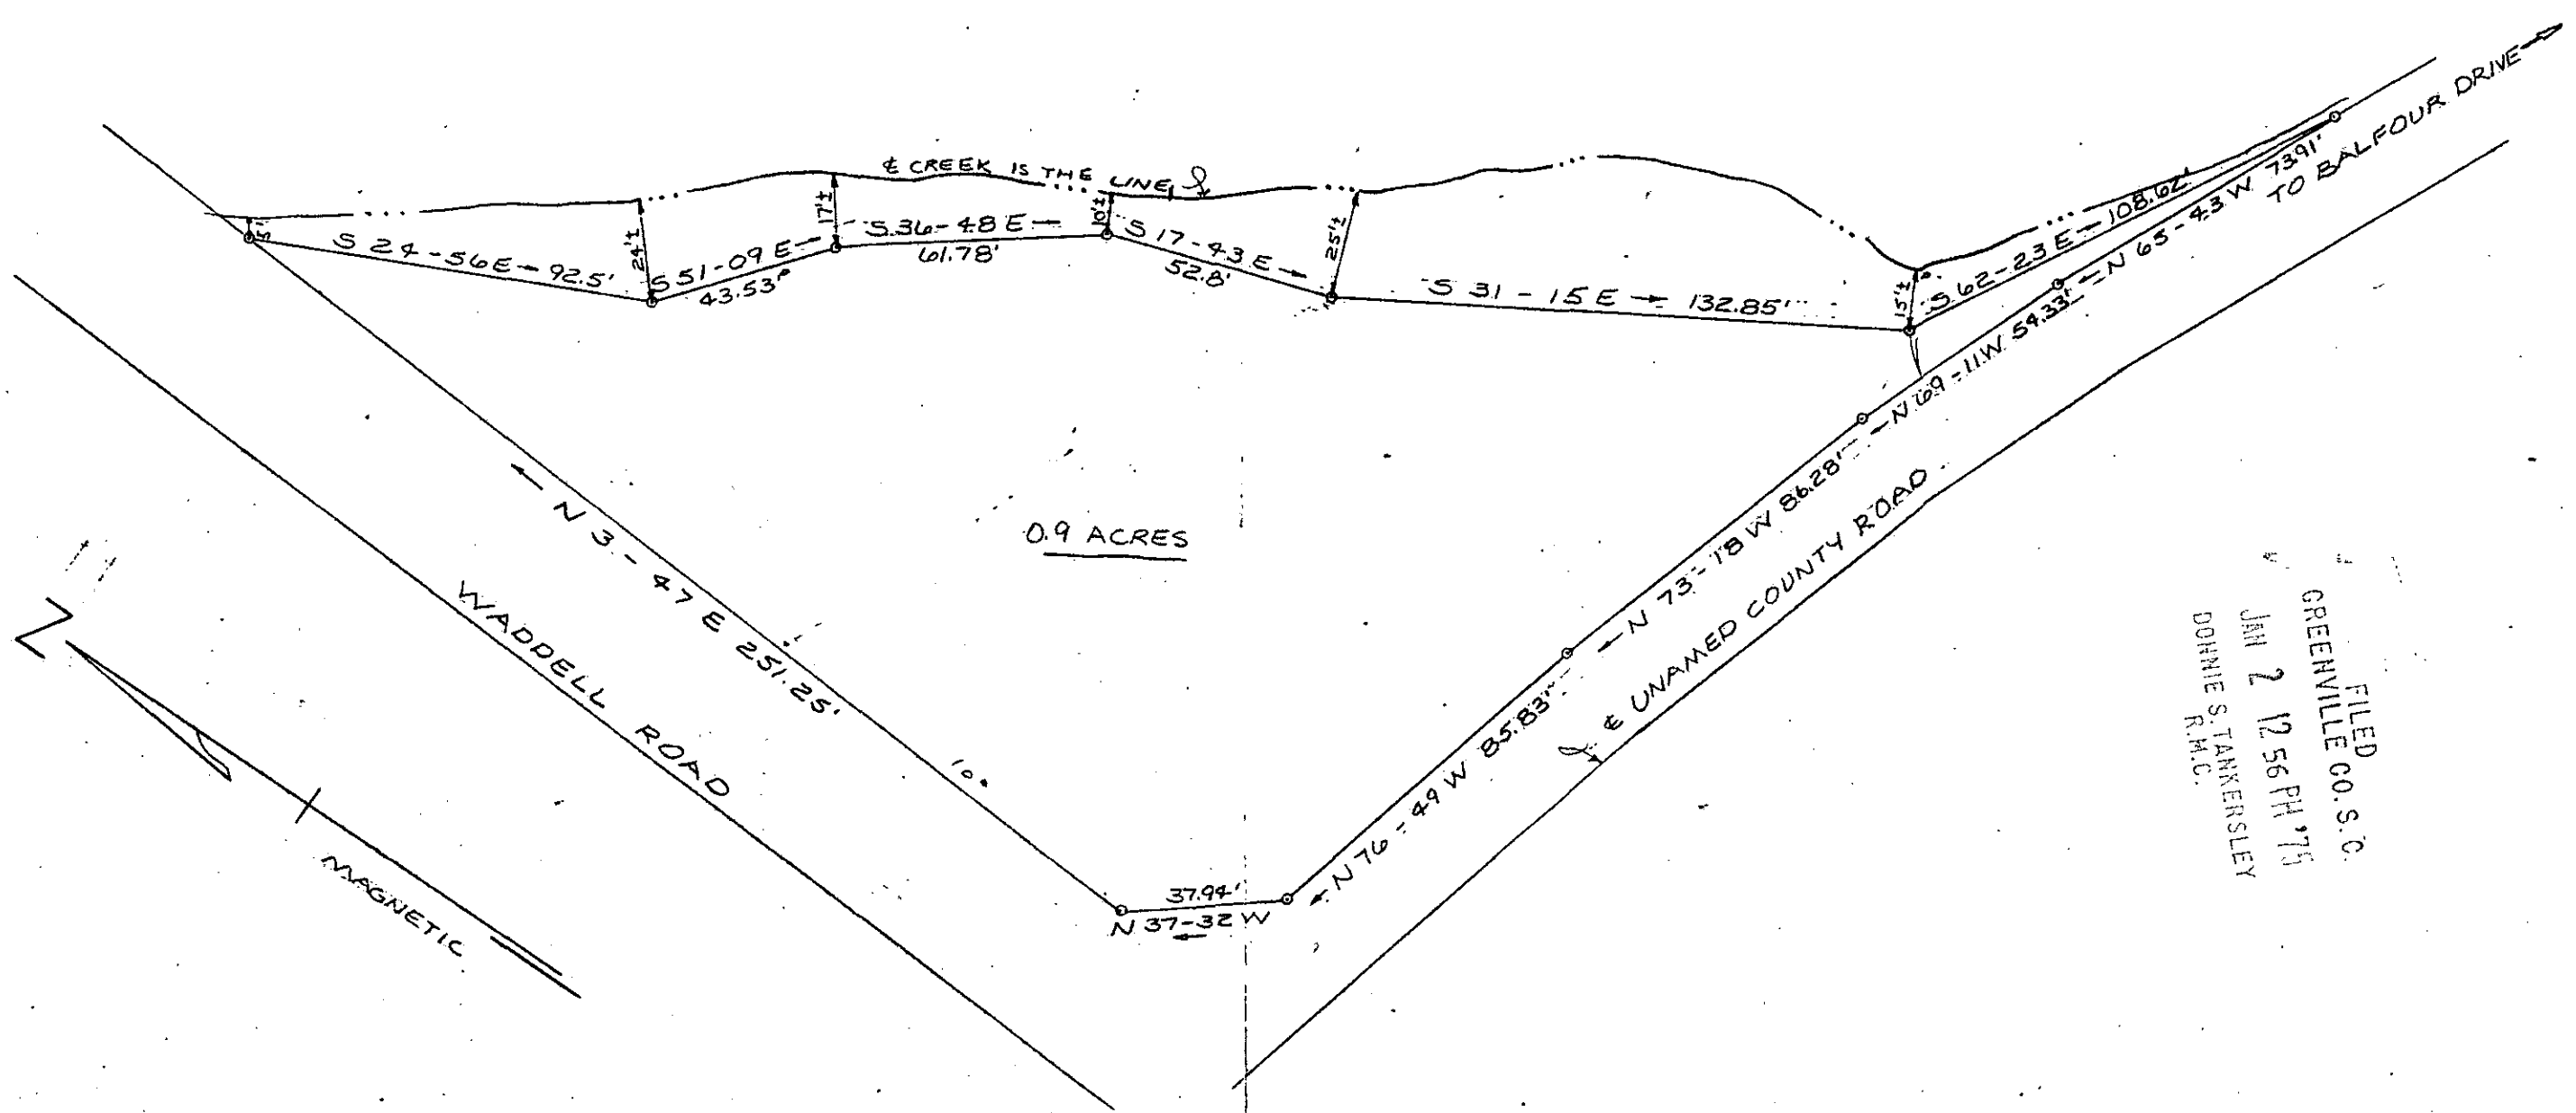 ℄ CREEK IS THE LINE
5'±
24'±
17'±
10'±
25'±
15'±
S 24-56 E 92.5'
S 51-09 E
43.53'
S 36-48 E
61.78'
S 17-43 E
52.8'
S 31-15 E 132.85'
S 62-23 E 108.62'
N 65-43 W 73.91'
TO BALFOUR DRIVE
N 69-11 W 54.33'
N 73-18 W 86.28'
N 76-49 W 85.83'
℄ UNAMED COUNTY ROAD
37.94'
N 37-32 W
N 3-47 E 251.25'
WADDELL ROAD
0.9 ACRES
N
MAGNETIC
FILED
GREENVILLE CO. S. C.
JAN 2 12 56 PM '75
DONNIE S. TANKERSLEY
R.M.C.